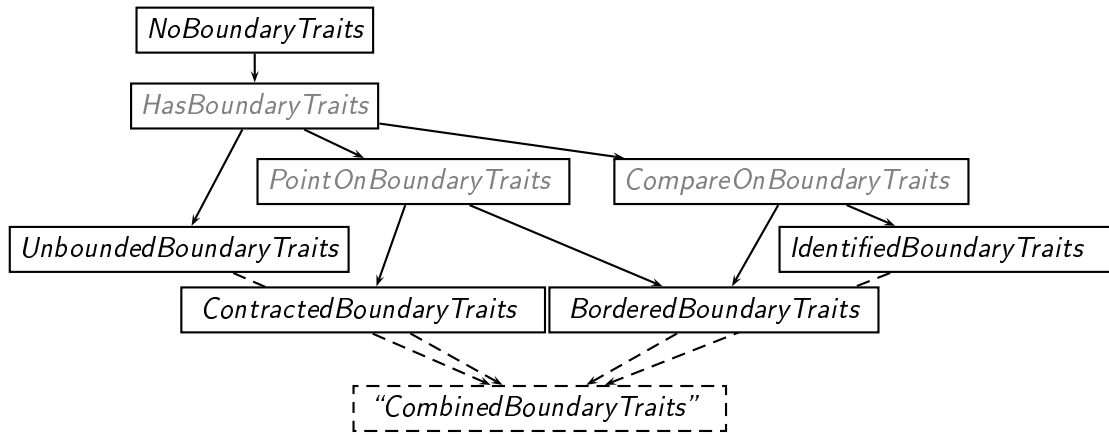 NoBoundaryTraits
HasBoundaryTraits
PointOnBoundaryTraits
CompareOnBoundaryTraits
UnboundedBoundaryTraits
IdentifiedBoundaryTraits
ContractedBoundaryTraits
BorderedBoundaryTraits
“CombinedBoundaryTraits”